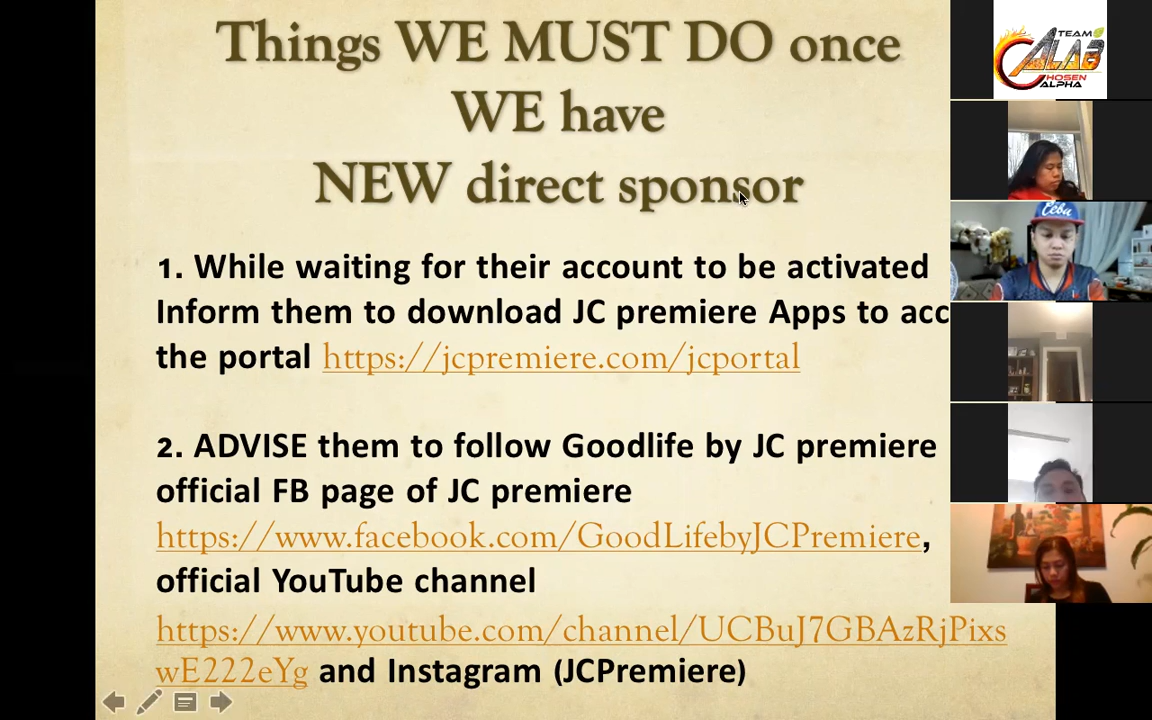 Things WE MUST DO once
WE have
NEW direct sponsor
1. While waiting for their account to be activated
Inform them to download JC premiere Apps to acc
the portal https://jcpremiere.com/jcportal
2. ADVISE them to follow Goodlife by JC premiere
official FB page of JC premiere
https://www.facebook.com/GoodLifebyJCPremiere,
official YouTube channel
https://www.youtube.com/channel/UCBuJ7GBAzRjPixs
wE222eYg and Instagram (JCPremiere)
TEAM
CALAB
CHOSEN
ALPHA
Cebu